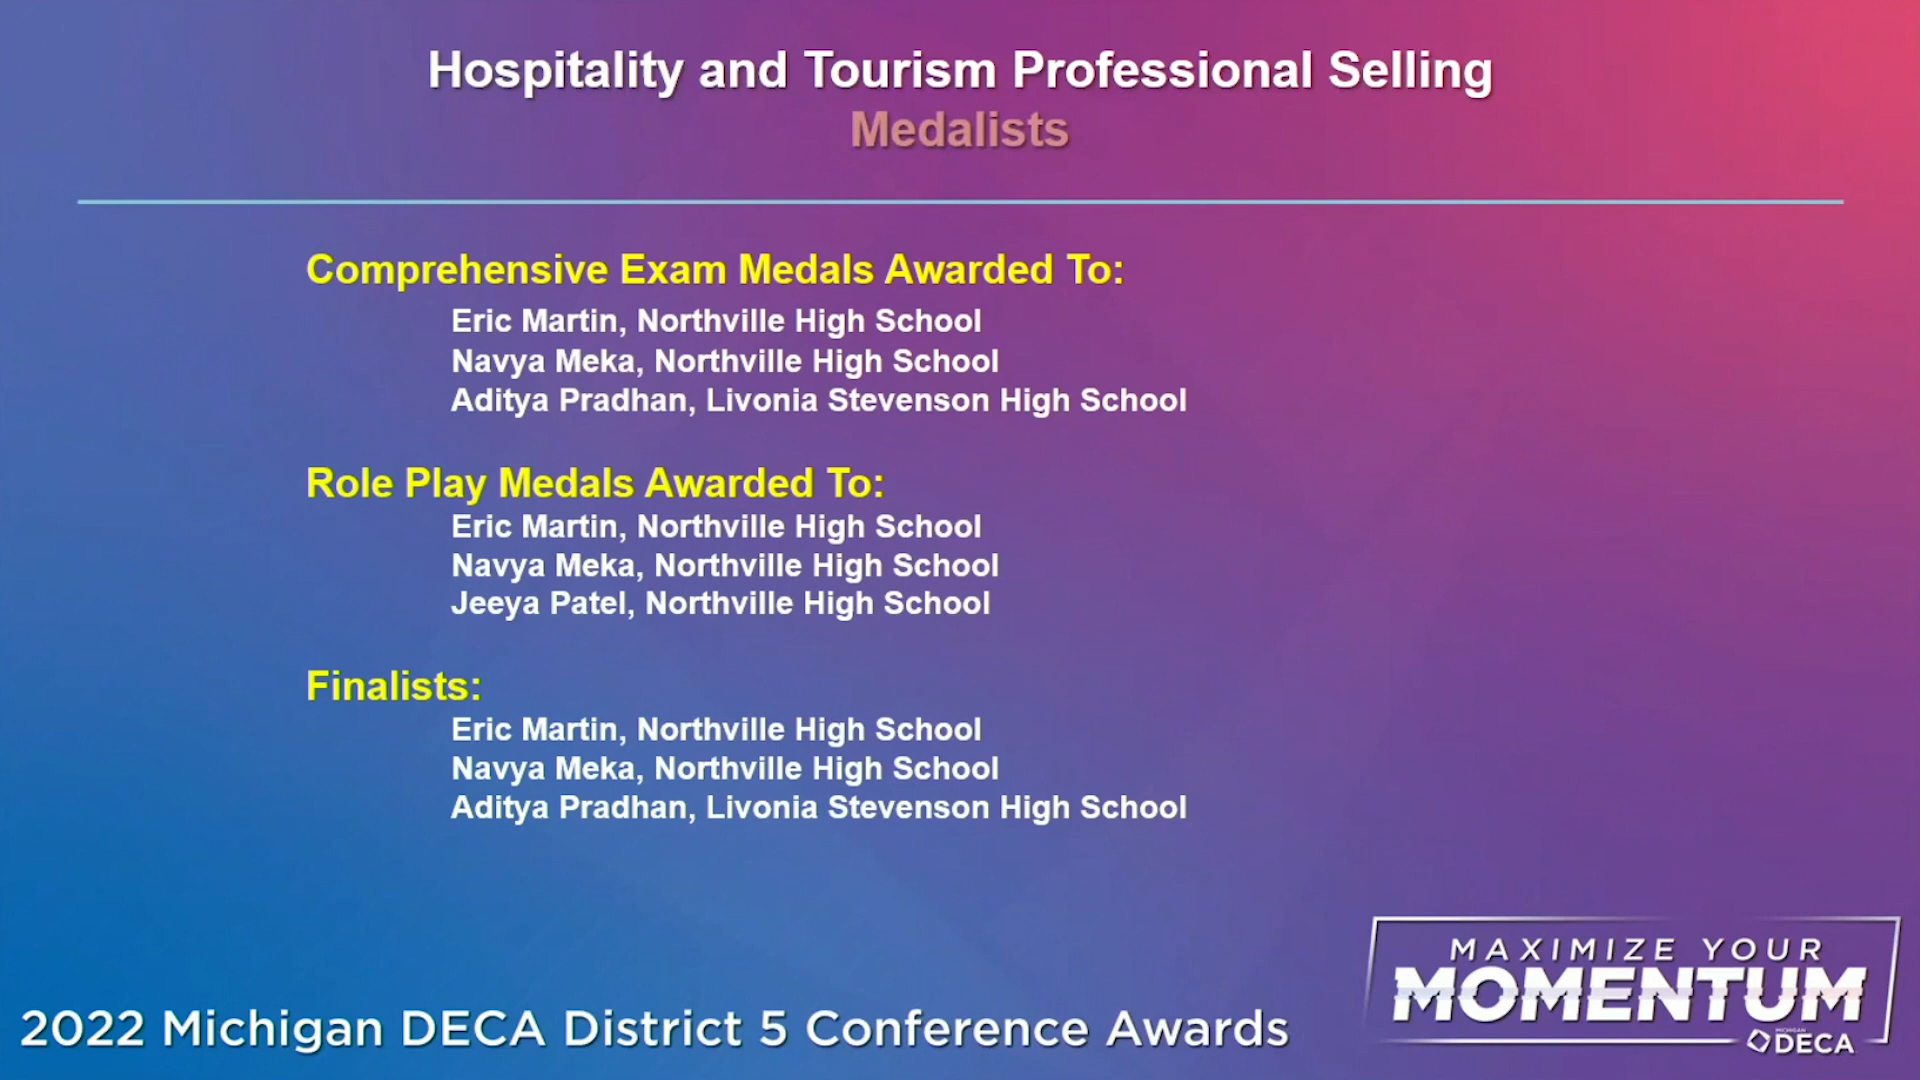 Hospitality and Tourism Professional Selling
Medalists
Comprehensive Exam Medals Awarded To:
Eric Martin, Northville High School
Navya Meka, Northville High School
Aditya Pradhan, Livonia Stevenson High School
Role Play Medals Awarded To:
Eric Martin, Northville High School
Navya Meka, Northville High School
Jeeya Patel, Northville High School
Finalists:
Eric Martin, Northville High School
Navya Meka, Northville High School
Aditya Pradhan, Livonia Stevenson High School
MAXIMIZE YOUR
MOMENTUM
MICHIGAN
DECA
2022 Michigan DECA District 5 Conference Awards